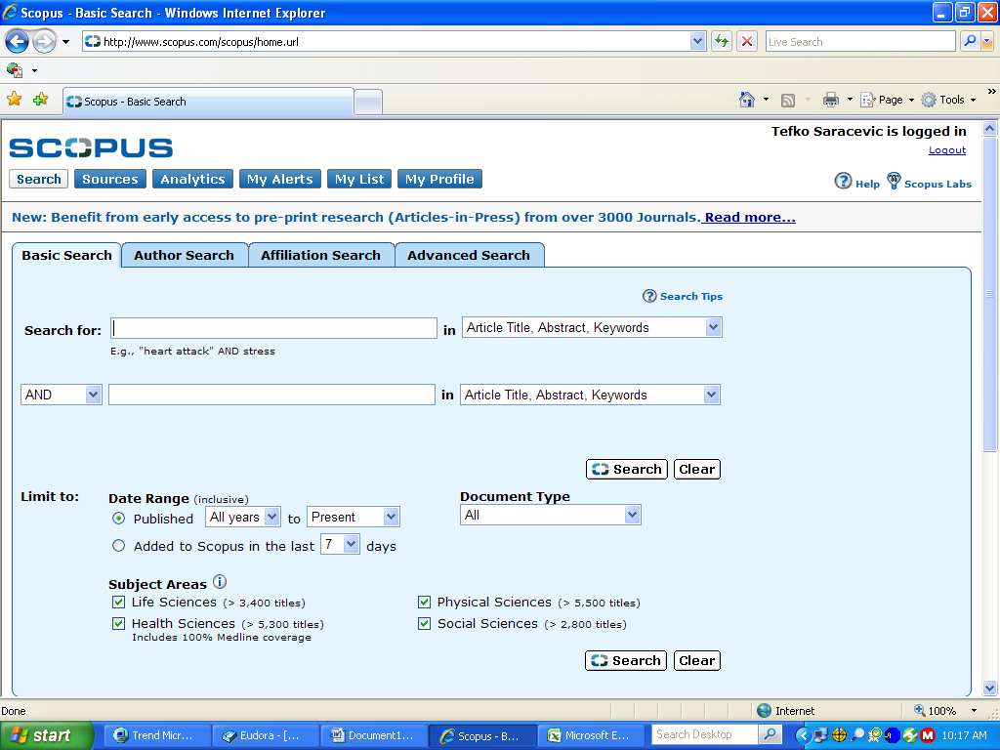 Scopus - Basic Search - Windows Internet Explorer
http://www.scopus.com/scopus/home.url
Live Search
Scopus - Basic Search
Page
Tools
Tefko Saracevic is logged in
Logout
SCOPUS
Search Sources Analytics My Alerts My List My Profile
Help Scopus Labs
New: Benefit from early access to pre-print research (Articles-in-Press) from over 3000 Journals. Read more...
Basic Search Author Search Affiliation Search Advanced Search
Search Tips
Search for: in Article Title, Abstract, Keywords
E.g., "heart attack" AND stress
AND in Article Title, Abstract, Keywords
Search Clear
Limit to: Date Range (inclusive) Document Type
Published All years to Present All
Added to Scopus in the last 7 days
Subject Areas
Life Sciences (> 3,400 titles) Physical Sciences (> 5,500 titles)
Health Sciences (> 5,300 titles) Social Sciences (> 2,800 titles)
Includes 100% Medline coverage
Search Clear
Done Internet 100%
start Trend Micr... Eudora - [... Document1... Scopus - B... Microsoft E... Search Desktop 10:17 AM